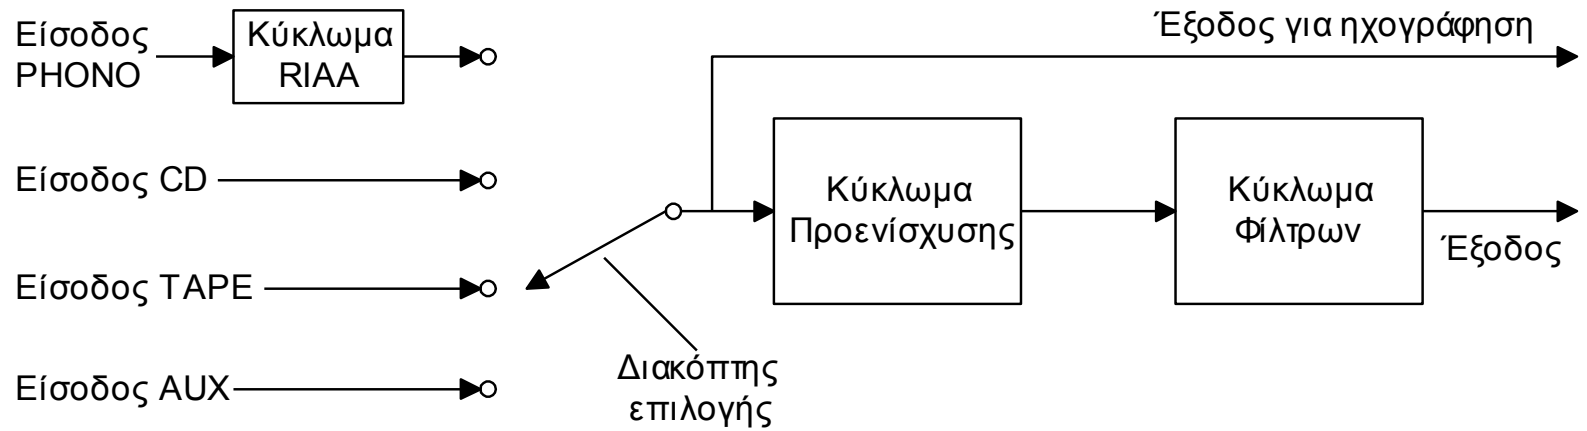 Είσοδος
PHONO
Κύκλωμα
RIAA
Έξοδος για ηχογράφηση
Είσοδος CD
Κύκλωμα
Προενίσχυσης
Κύκλωμα
Φίλτρων
Έξοδος
Είσοδος TAPE
Διακόπτης
επιλογής
Είσοδος AUX